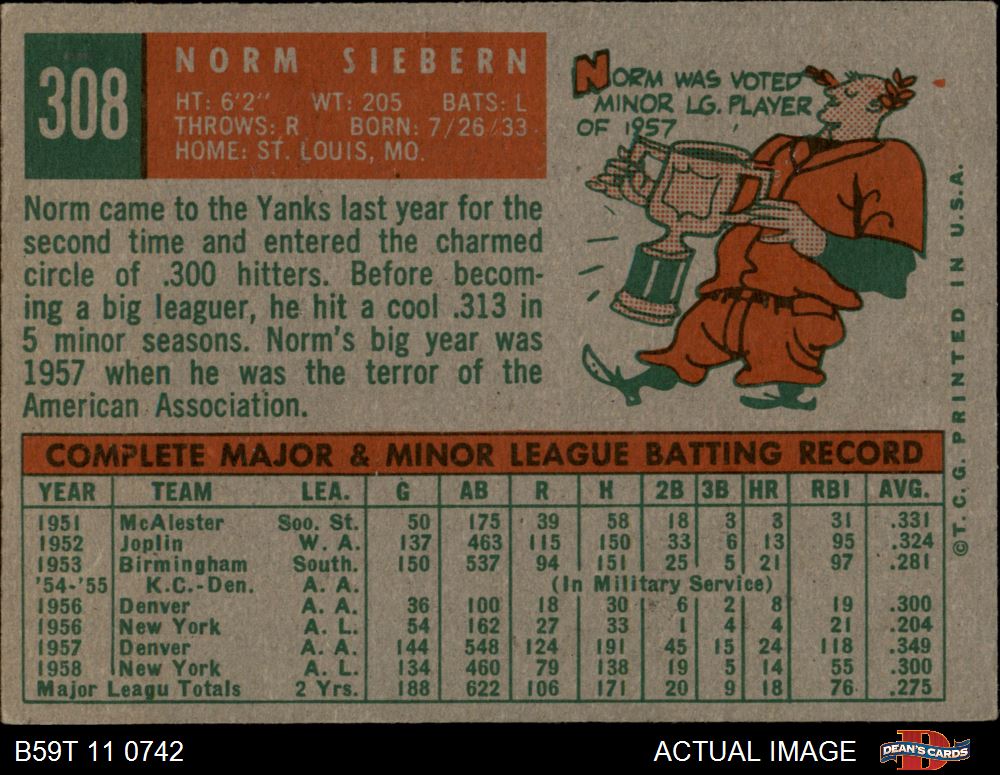 308
NORM SIEBERN
HT: 6'2" WT: 205 BATS: L
THROWS: R BORN: 7/26/33
HOME: ST. LOUIS, MO.
Norm came to the Yanks last year for the
second time and entered the charmed
circle of .300 hitters. Before becom-
ing a big leaguer, he hit a cool .313 in
5 minor seasons. Norm's big year was
1957 when he was the terror of the
American Association.
NORM WAS VOTED
MINOR LG. PLAYER
OF 1957
COMPLETE MAJOR & MINOR LEAGUE BATTING RECORD
YEAR TEAM LEA. G AB R H 2B 3B HR RBI AVG.
1951 McAlester Soo. St. 50 175 39 58 18 3 3 31 .331
1952 Joplin W. A. 137 463 115 150 33 6 13 95 .324
1953 Birmingham South. 150 537 94 151 25 5 21 97 .281
'54-'55 K.C.-Den. A. A. (In Military Service)
1956 Denver A. A. 36 100 18 30 6 2 8 19 .300
1956 New York A. L. 54 162 27 33 1 4 4 21 .204
1957 Denver A. A. 144 548 124 191 45 15 24 118 .349
1958 New York A. L. 134 460 79 138 19 5 14 55 .300
Major Leagu Totals 2 Yrs. 188 622 106 171 20 9 18 76 .275
©T. C. G. PRINTED IN U.S.A.
B59T 11 0742
ACTUAL IMAGE
DEAN'S CARDS